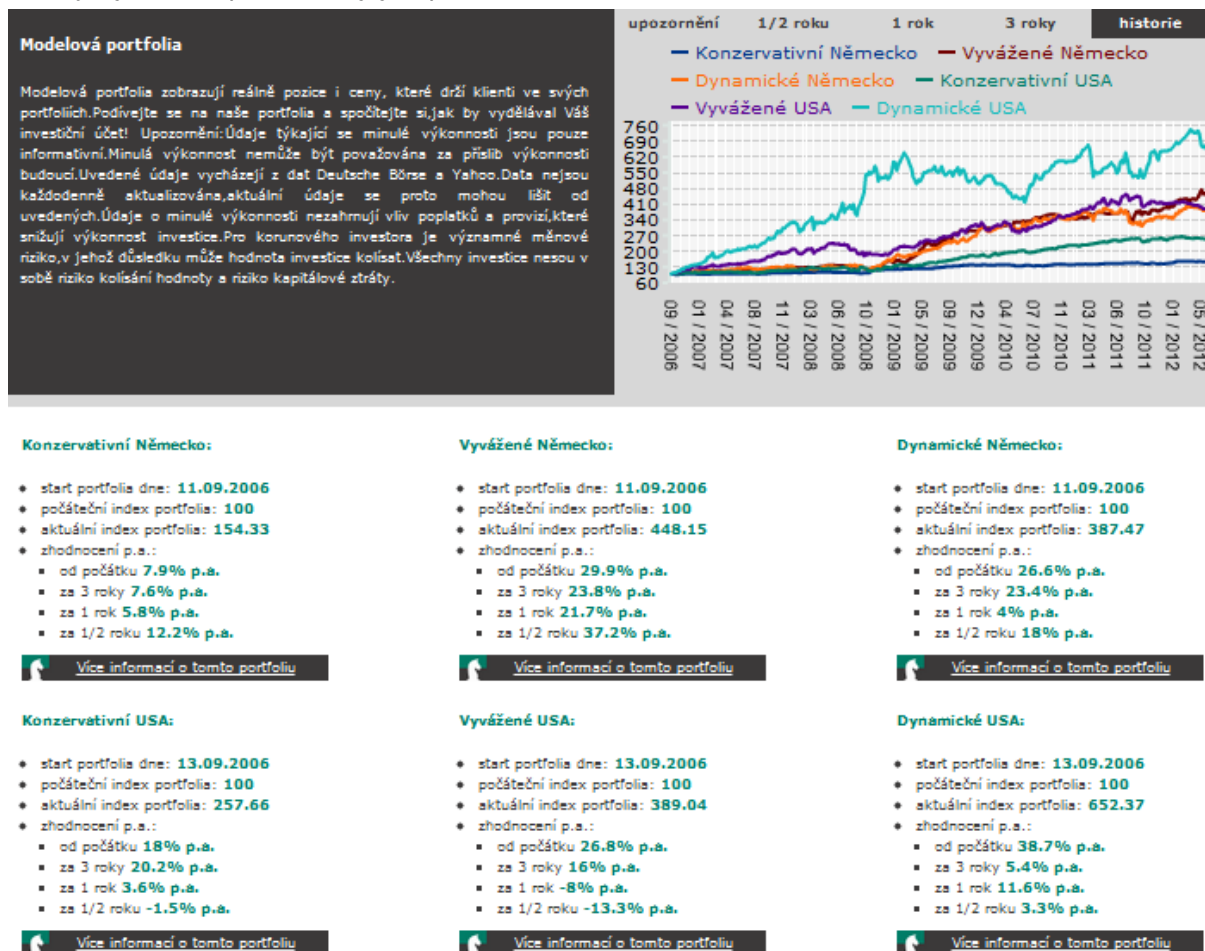 Modelová portfolia
Modelová portfolia zobrazují reálně pozice i ceny, které drží klienti ve svých
portfoliích.Podívejte se na naše portfolia a spočítejte si,jak by vydělával Váš
investiční účet! Upozornění:Údaje týkající se minulé výkonnosti jsou pouze
informativní.Minulá výkonnost nemůže být považována za příslib výkonnosti
budoucí.Uvedené údaje vycházejí z dat Deutsche Börse a Yahoo.Data nejsou
každodenně aktualizována,aktuální údaje se proto mohou lišit od
uvedených.Údaje o minulé výkonnosti nezahrnují vliv poplatků a provizí,které
snižují výkonnost investice.Pro korunového investora je významné měnové
riziko,v jehož důsledku může hodnota investice kolísat.Všechny investice nesou v
sobě riziko kolísání hodnoty a riziko kapitálové ztráty.
upozornění 1/2 roku 1 rok 3 roky historie
Konzervativní Německo Vyvážené Německo
Dynamické Německo Konzervativní USA
Vyvážené USA Dynamické USA
760
690
620
550
480
410
340
270
200
130
60
09 / 2006
01 / 2007
04 / 2007
08 / 2007
11 / 2007
03 / 2008
06 / 2008
10 / 2008
01 / 2009
05 / 2009
09 / 2009
12 / 2009
04 / 2010
07 / 2010
10 / 2010
03 / 2011
06 / 2011
10 / 2011
01 / 2012
05 / 2012
Konzervativní Německo:
start portfolia dne: 11.09.2006
počáteční index portfolia: 100
aktuální index portfolia: 154.33
zhodnocení p.a.:
od počátku 7.9% p.a.
za 3 roky 7.6% p.a.
za 1 rok 5.8% p.a.
za 1/2 roku 12.2% p.a.
Více informací o tomto portfoliu
Vyvážené Německo:
start portfolia dne: 11.09.2006
počáteční index portfolia: 100
aktuální index portfolia: 448.15
zhodnocení p.a.:
od počátku 29.9% p.a.
za 3 roky 23.8% p.a.
za 1 rok 21.7% p.a.
za 1/2 roku 37.2% p.a.
Více informací o tomto portfoliu
Dynamické Německo:
start portfolia dne: 11.09.2006
počáteční index portfolia: 100
aktuální index portfolia: 387.47
zhodnocení p.a.:
od počátku 26.6% p.a.
za 3 roky 23.4% p.a.
za 1 rok 4% p.a.
za 1/2 roku 18% p.a.
Více informací o tomto portfoliu
Konzervativní USA:
start portfolia dne: 13.09.2006
počáteční index portfolia: 100
aktuální index portfolia: 257.66
zhodnocení p.a.:
od počátku 18% p.a.
za 3 roky 20.2% p.a.
za 1 rok 3.6% p.a.
za 1/2 roku -1.5% p.a.
Více informací o tomto portfoliu
Vyvážené USA:
start portfolia dne: 13.09.2006
počáteční index portfolia: 100
aktuální index portfolia: 389.04
zhodnocení p.a.:
od počátku 26.8% p.a.
za 3 roky 16% p.a.
za 1 rok -8% p.a.
za 1/2 roku -13.3% p.a.
Více informací o tomto portfoliu
Dynamické USA:
start portfolia dne: 13.09.2006
počáteční index portfolia: 100
aktuální index portfolia: 652.37
zhodnocení p.a.:
od počátku 38.7% p.a.
za 3 roky 5.4% p.a.
za 1 rok 11.6% p.a.
za 1/2 roku 3.3% p.a.
Více informací o tomto portfoliu